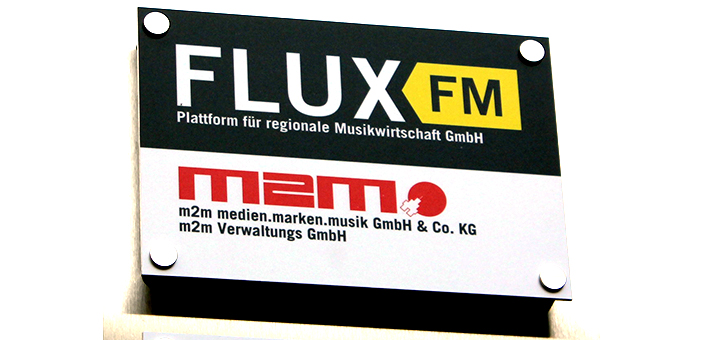 FLUX FM
Plattform für regionale Musikwirtschaft GmbH
m2m
m2m medien.marken.musik GmbH & Co. KG
m2m Verwaltungs GmbH